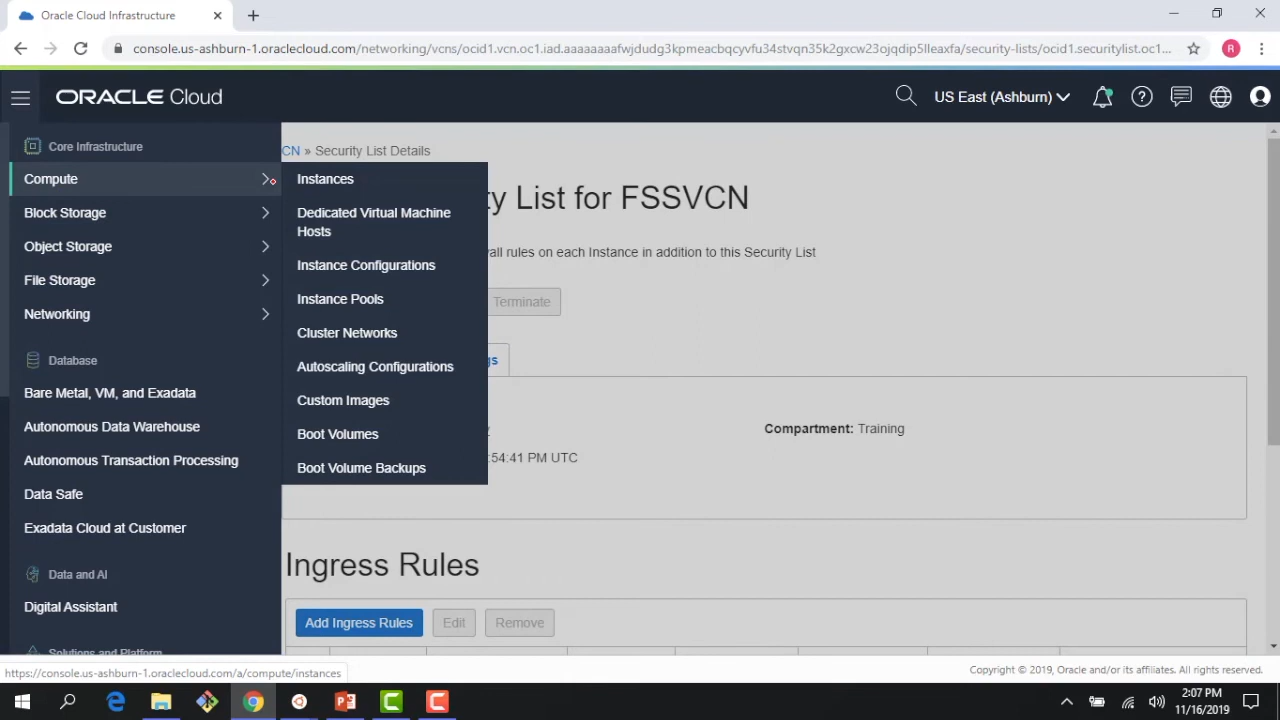 Oracle Cloud Infrastructure
console.us-ashburn-1.oraclecloud.com/networking/vcns/ocid1.vcn.oc1.iad.aaaaaaaafwjdudg3kpmeacbqcyvfu34stvqn35k2gxcw23ojqdip5lleaxfa/security-lists/ocid1.securitylist.oc1...
R
ORACLE Cloud
US East (Ashburn)
Core Infrastructure
Compute
Block Storage
Object Storage
File Storage
Networking
Database
Bare Metal, VM, and Exadata
Autonomous Data Warehouse
Autonomous Transaction Processing
Data Safe
Exadata Cloud at Customer
Data and AI
Digital Assistant
Solutions and Platform
Instances
Dedicated Virtual Machine
Hosts
Instance Configurations
Instance Pools
Cluster Networks
Autoscaling Configurations
Custom Images
Boot Volumes
Boot Volume Backups
CN » Security List Details
ty List for FSSVCN
all rules on each Instance in addition to this Security List
Terminate
gs
Compartment: Training
:54:41 PM UTC
Ingress Rules
Add Ingress Rules
Edit
Remove
https://console.us-ashburn-1.oraclecloud.com/a/compute/instances
Copyright © 2019, Oracle and/or its affiliates. All rights reserved.
2:07 PM
11/16/2019